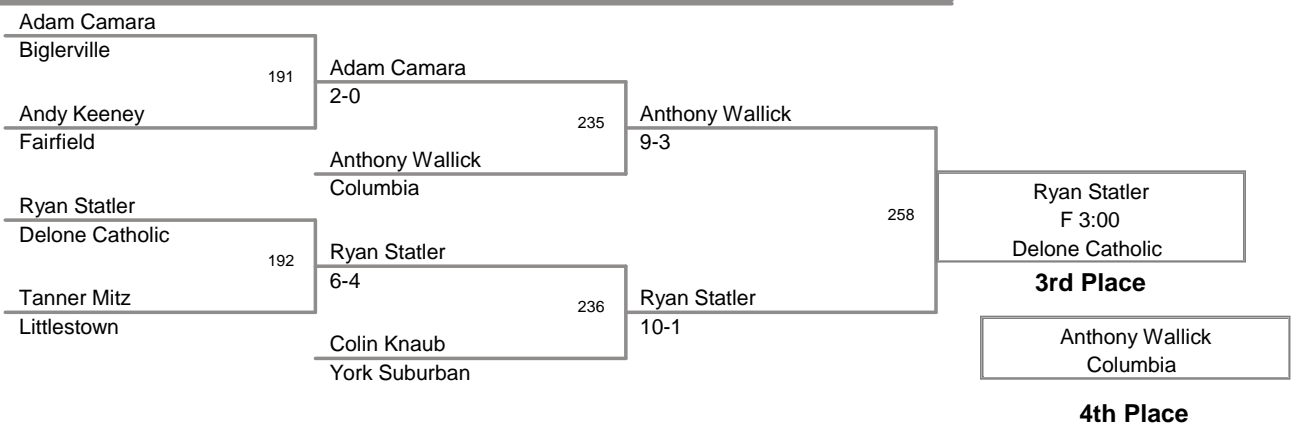 Adam Camara
Biglerville
191
Andy Keeney
Fairfield
Ryan Statler
Delone Catholic
192
Tanner Mitz
Littlestown
Adam Camara
2-0
235
Anthony Wallick
Columbia
Ryan Statler
6-4
236
Colin Knaub
York Suburban
Anthony Wallick
9-3
258
Ryan Statler
10-1
Ryan Statler
F 3:00
Delone Catholic
3rd Place
Anthony Wallick
Columbia
4th Place